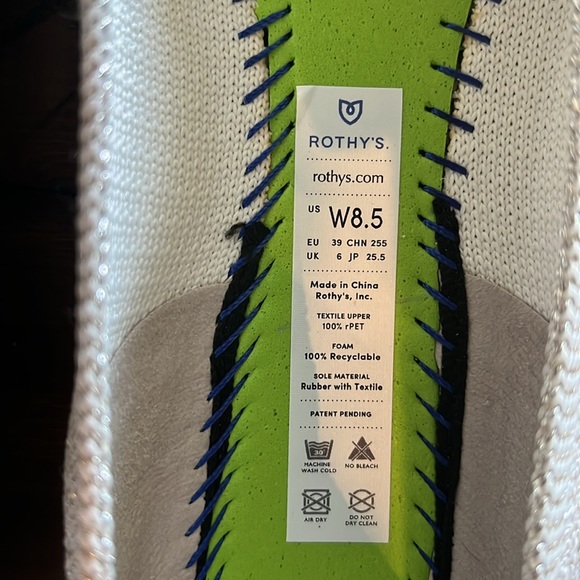 ROTHY'S.
rothys.com
US W8.5
EU 39 CHN 255
UK 6 JP 25.5
Made in China
Rothy's, Inc.
TEXTILE UPPER
100% rPET
FOAM
100% Recyclable
SOLE MATERIAL
Rubber with Textile
PATENT PENDING
30°
MACHINE WASH COLD
NO BLEACH
AIR DRY
DO NOT DRY CLEAN